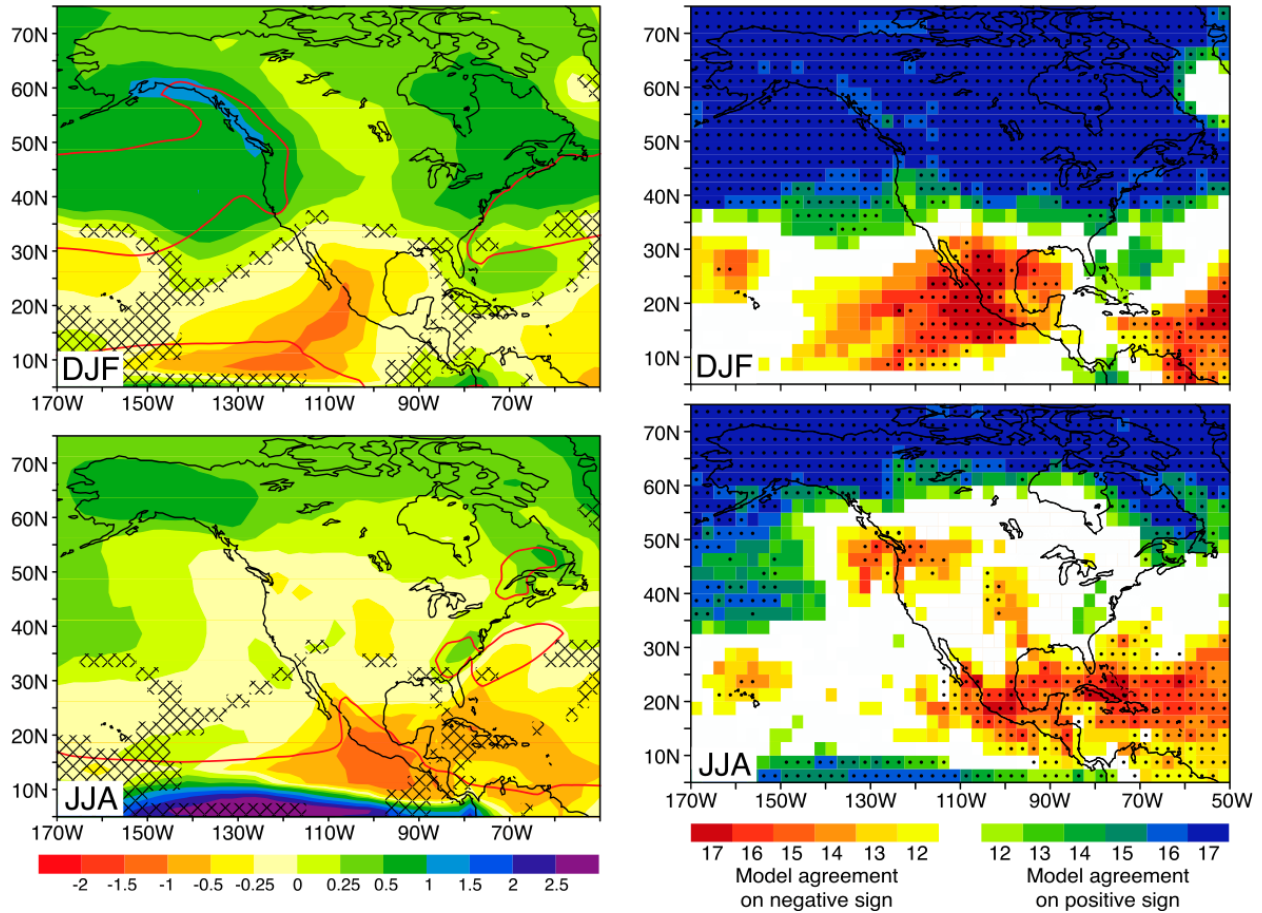 70N
60N
50N
40N
30N
20N
10N
DJF
170W 150W 130W 110W 90W 70W
70N
60N
50N
40N
30N
20N
10N
DJF
70N
60N
50N
40N
30N
20N
10N
JJA
170W 150W 130W 110W 90W 70W
70N
60N
50N
40N
30N
20N
10N
JJA
170W 150W 130W 110W 90W 70W 50W
-2 -1.5 -1 -0.5 -0.25 0 0.25 0.5 1 1.5 2 2.5
17 16 15 14 13 12
Model agreement
on negative sign
12 13 14 15 16 17
Model agreement
on positive sign